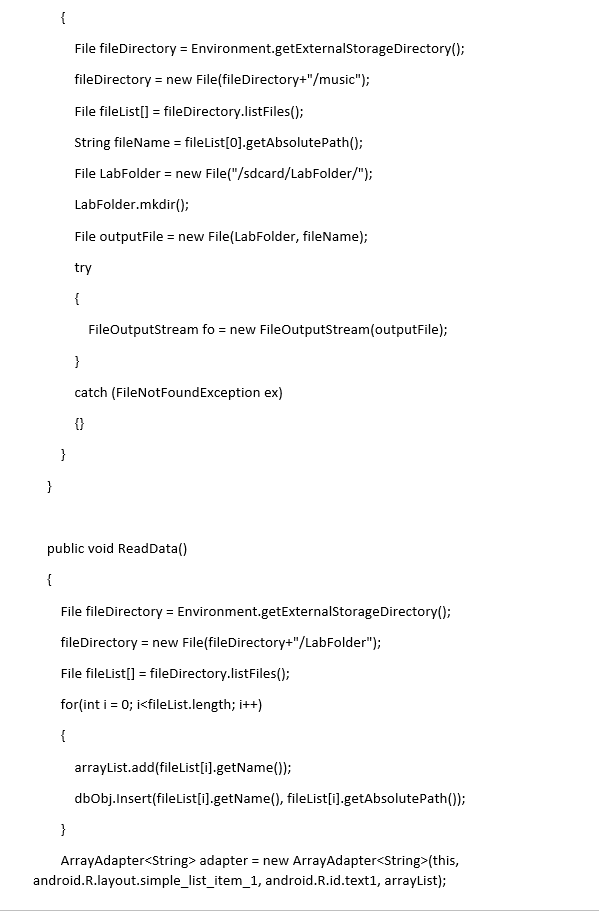 {
File fileDirectory = Environment.getExternalStorageDirectory();
fileDirectory = new File(fileDirectory+"/music");
File fileList[] = fileDirectory.listFiles();
String fileName = fileList[0].getAbsolutePath();
File LabFolder = new File("/sdcard/LabFolder/");
LabFolder.mkdir();
File outputFile = new File(LabFolder, fileName);
try
{
FileOutputStream fo = new FileOutputStream(outputFile);
}
catch (FileNotFoundException ex)
{}
}
}
public void ReadData()
{
File fileDirectory = Environment.getExternalStorageDirectory();
fileDirectory = new File(fileDirectory+"/LabFolder");
File fileList[] = fileDirectory.listFiles();
for(int i = 0; i<fileList.length; i++)
{
arrayList.add(fileList[i].getName());
dbObj.Insert(fileList[i].getName(), fileList[i].getAbsolutePath());
}
ArrayAdapter<String> adapter = new ArrayAdapter<String>(this,
android.R.layout.simple_list_item_1, android.R.id.text1, arrayList);